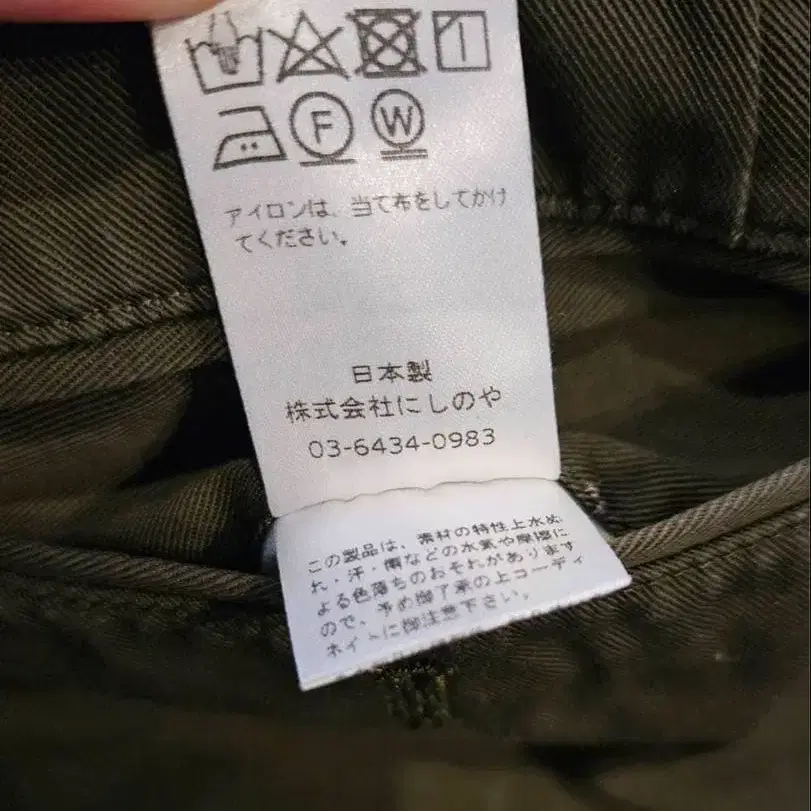 F W
アイロンは、当て布をしてかけ
てください。
日本製
株式会社にしのや
03-6434-0983
この製品は、素材の特性上水ぬ
れ・汗・雨などの水気や摩擦に
よる色落ちのおそれがあります
ので、予め御了承の上コーディ
ネイトに御注意下さい。